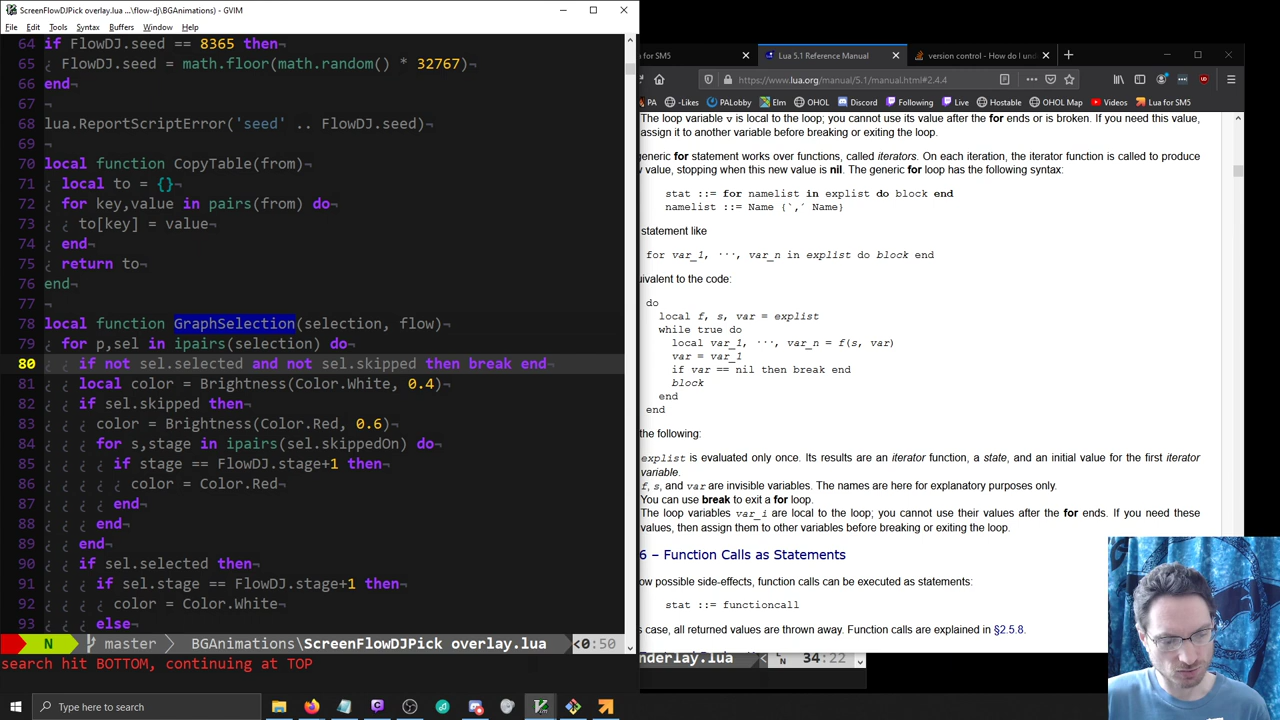 ScreenFlowDJPick overlay.lua ...\flow-dj\BGAnimations) - GVIM
File Edit Tools Syntax Buffers Window Help
64 if FlowDJ.seed == 8365 then¬
65 ¿ FlowDJ.seed = math.floor(math.random() * 32767)¬
66 end¬
67 ¬
68 lua.ReportScriptError('seed' .. FlowDJ.seed)¬
69 ¬
70 local function CopyTable(from)¬
71 ¿ local to = {}¬
72 ¿ for key,value in pairs(from) do¬
73 ¿ ¿ to[key] = value¬
74 ¿ end¬
75 ¿ return to¬
76 end¬
77 ¬
78 local function GraphSelection(selection, flow)¬
79 ¿ for p,sel in ipairs(selection) do¬
80 ¿ ¿ if not sel.selected and not sel.skipped then break end¬
81 ¿ ¿ local color = Brightness(Color.White, 0.4)¬
82 ¿ ¿ if sel.skipped then¬
83 ¿ ¿ ¿ color = Brightness(Color.Red, 0.6)¬
84 ¿ ¿ ¿ for s,stage in ipairs(sel.skippedOn) do¬
85 ¿ ¿ ¿ ¿ if stage == FlowDJ.stage+1 then¬
86 ¿ ¿ ¿ ¿ ¿ color = Color.Red¬
87 ¿ ¿ ¿ ¿ end¬
88 ¿ ¿ ¿ end¬
89 ¿ ¿ end¬
90 ¿ ¿ if sel.selected then¬
91 ¿ ¿ ¿ if sel.stage == FlowDJ.stage+1 then¬
92 ¿ ¿ ¿ ¿ color = Color.White¬
93 ¿ ¿ ¿ else¬
N master BGAnimations\ScreenFlowDJPick overlay.lua <0:50
search hit BOTTOM, continuing at TOP
Type here to search
a for SM5 Lua 5.1 Reference Manual version control - How do I und
https://www.lua.org/manual/5.1/manual.html#2.4.4
PA -Likes PALobby Elm OHOL Discord Following Live Hostable OHOL Map Videos Lua for SM5
The loop variable v is local to the loop; you cannot use its value after the for ends or is broken. If you need this value,
assign it to another variable before breaking or exiting the loop.
generic for statement works over functions, called iterators. On each iteration, the iterator function is called to produce
v value, stopping when this new value is nil. The generic for loop has the following syntax:
stat ::= for namelist in explist do block end
namelist ::= Name {`,´ Name}
statement like
for var_1, ···, var_n in explist do block end
uivalent to the code:
do
local f, s, var = explist
while true do
local var_1, ···, var_n = f(s, var)
var = var_1
if var == nil then break end
block
end
end
the following:
explist is evaluated only once. Its results are an iterator function, a state, and an initial value for the first iterator
variable.
f, s, and var are invisible variables. The names are here for explanatory purposes only.
You can use break to exit a for loop.
The loop variables var_i are local to the loop; you cannot use their values after the for ends. If you need these
values, then assign them to other variables before breaking or exiting the loop.
6 – Function Calls as Statements
ow possible side-effects, function calls can be executed as statements:
stat ::= functioncall
s case, all returned values are thrown away. Function calls are explained in §2.5.8.
nderlay.lua < N 34:22